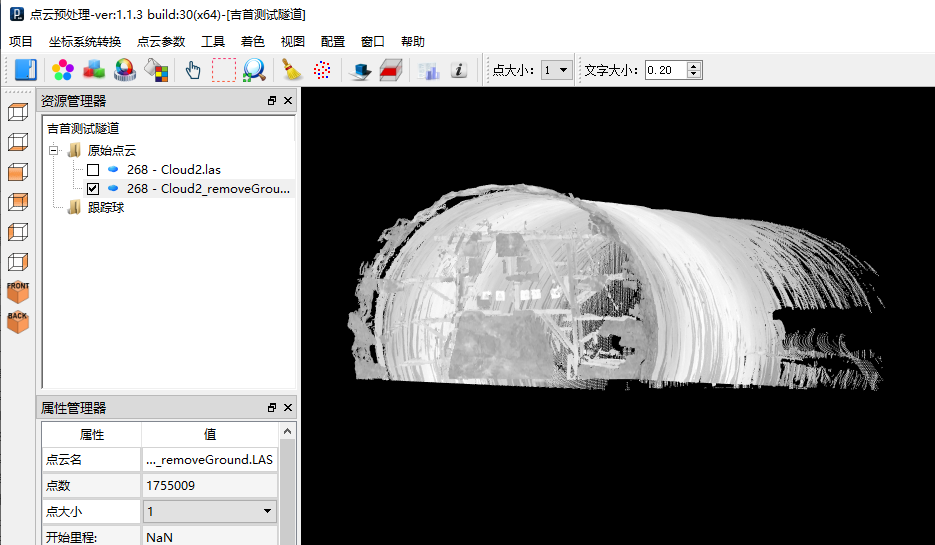 点云预处理-ver:1.1.3 build:30(x64)-[吉首测试隧道]
项目 坐标系统转换 点云参数 工具 着色 视图 配置 窗口 帮助
点大小: 1 文字大小: 0.20
资源管理器
吉首测试隧道
原始点云
268 - Cloud2.las
268 - Cloud2_removeGrou...
跟踪球
FRONT
BACK
属性管理器
属性 值
点云名 ..._removeGround.LAS
点数 1755009
点大小 1
开始里程: NaN